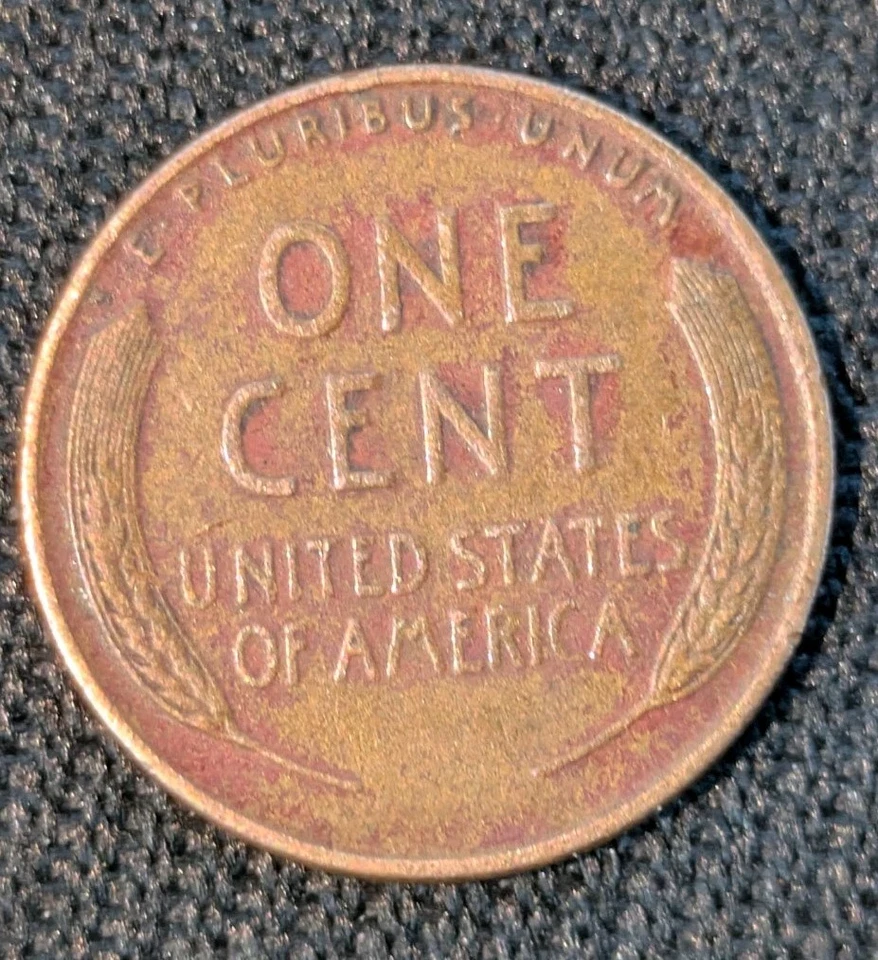 E·PLURIBUS·UNUM
ONE
CENT
UNITED STATES
OF AMERICA